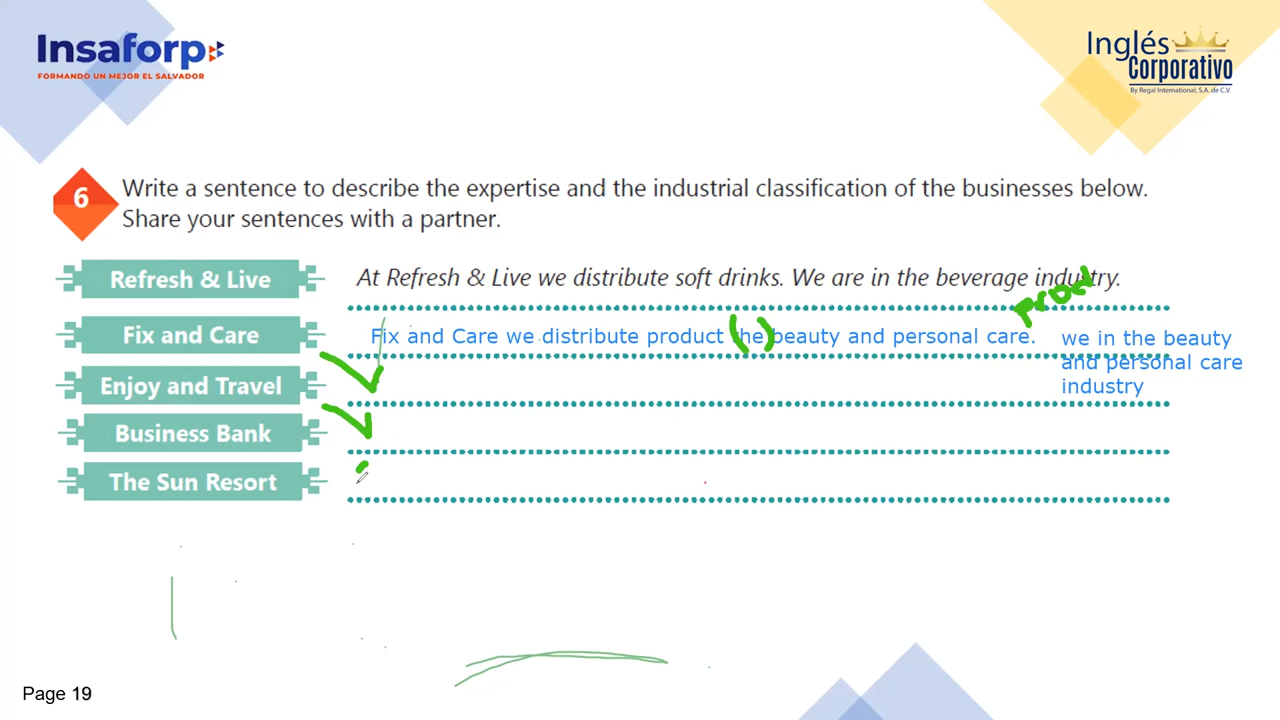 Insaforp
FORMANDO UN MEJOR EL SALVADOR
Inglés
Corporativo
By Regal International, S.A. de C.V.
6
Write a sentence to describe the expertise and the industrial classification of the businesses below.
Share your sentences with a partner.
Refresh & Live
At Refresh & Live we distribute soft drinks. We are in the beverage industry.
Prod
Fix and Care
Fix and Care we distribute product (the) beauty and personal care.
we in the beauty
and personal care
industry
Enjoy and Travel
Business Bank
The Sun Resort
Page 19